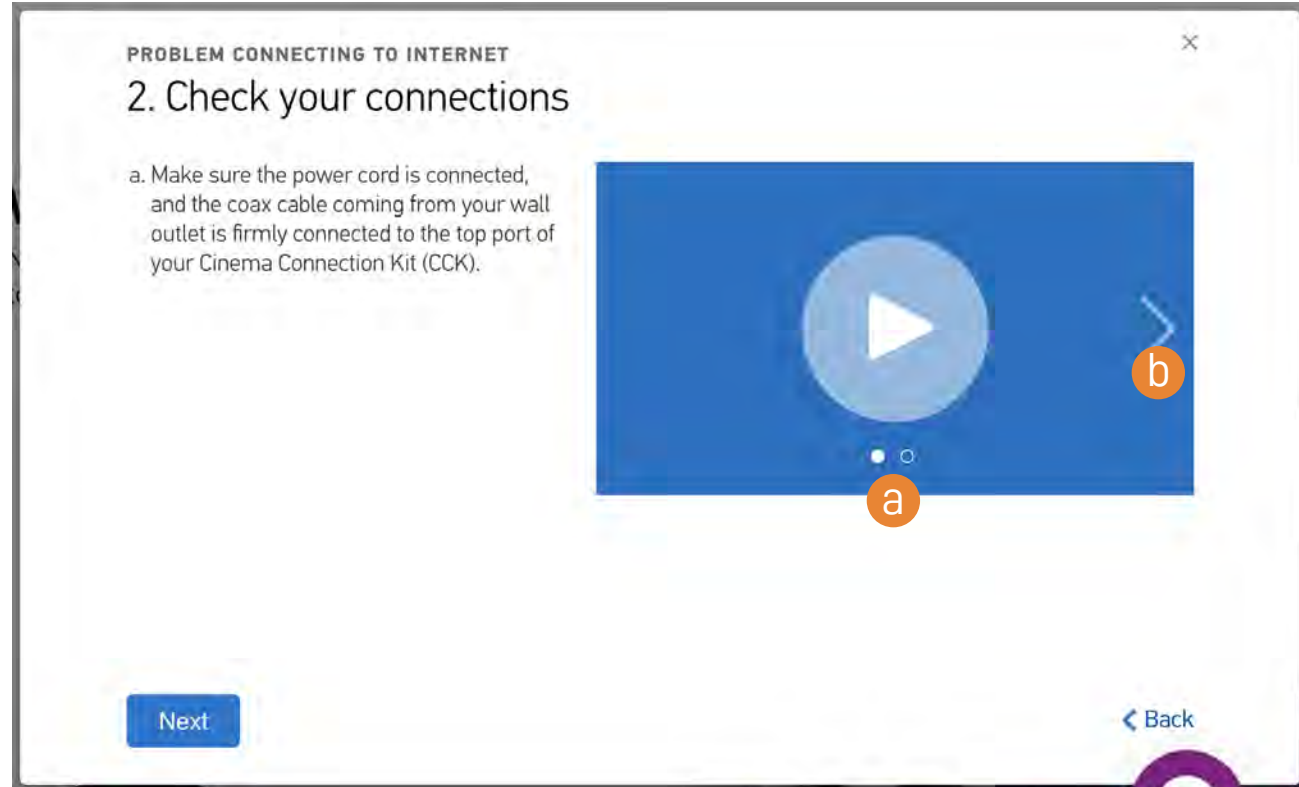 PROBLEM CONNECTING TO INTERNET
2. Check your connections
a. Make sure the power cord is connected,
and the coax cable coming from your wall
outlet is firmly connected to the top port of
your Cinema Connection Kit (CCK).
b
a
Next
Back